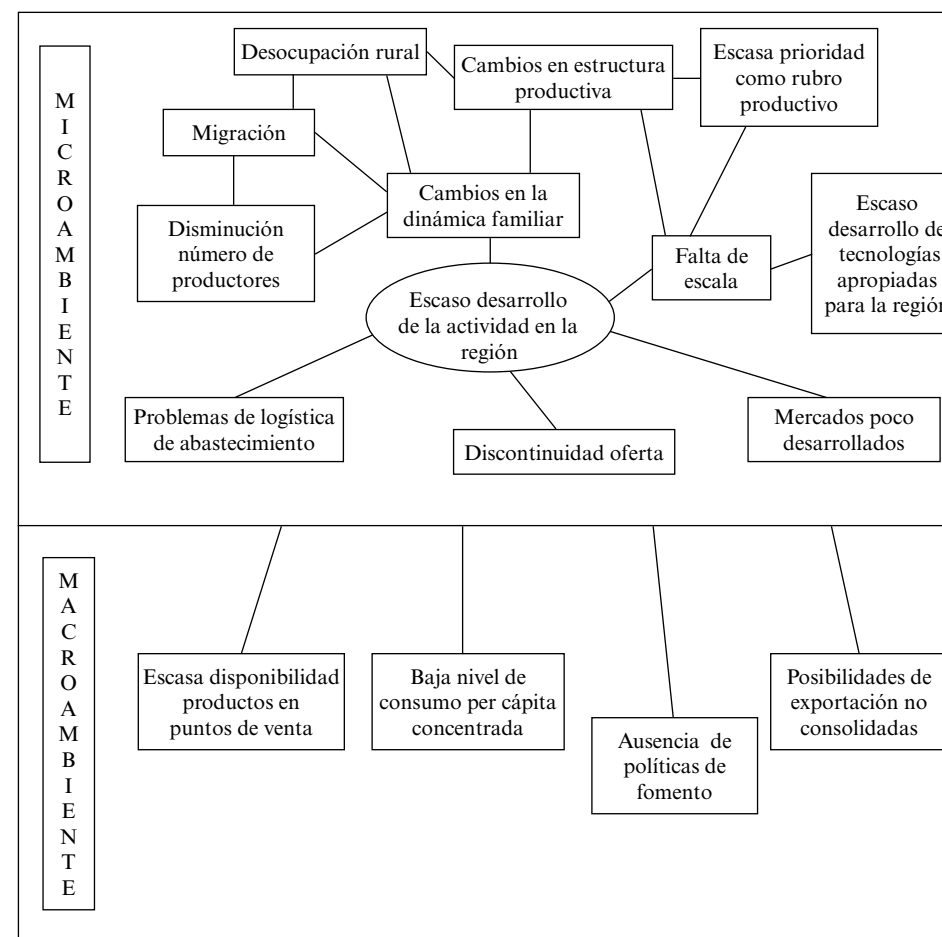 MICROAMBIENTE
Desocupación rural
Cambios en estructura
productiva
Escasa prioridad
como rubro
productivo
Migración
Cambios en la
dinámica familiar
Disminución
número de
productores
Falta de
escala
Escaso
desarrollo de
tecnologías
apropiadas
para la región
Escaso desarrollo
de la actividad en la
región
Problemas de logística
de abastecimiento
Discontinuidad oferta
Mercados poco
desarrollados
MACROAMBIENTE
Escasa disponibilidad
productos en
puntos de venta
Baja nivel de
consumo per cápita
concentrada
Ausencia de
políticas de
fomento
Posibilidades de
exportación no
consolidadas